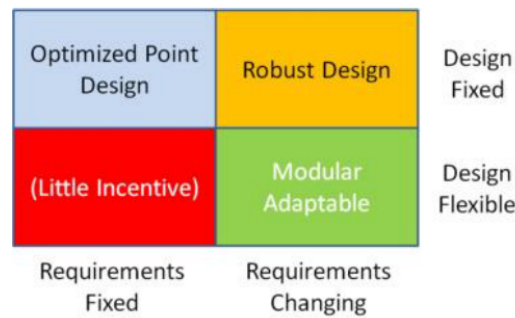 Optimized Point
Design
Robust Design
Design
Fixed
(Little Incentive)
Modular
Adaptable
Design
Flexible
Requirements
Fixed
Requirements
Changing